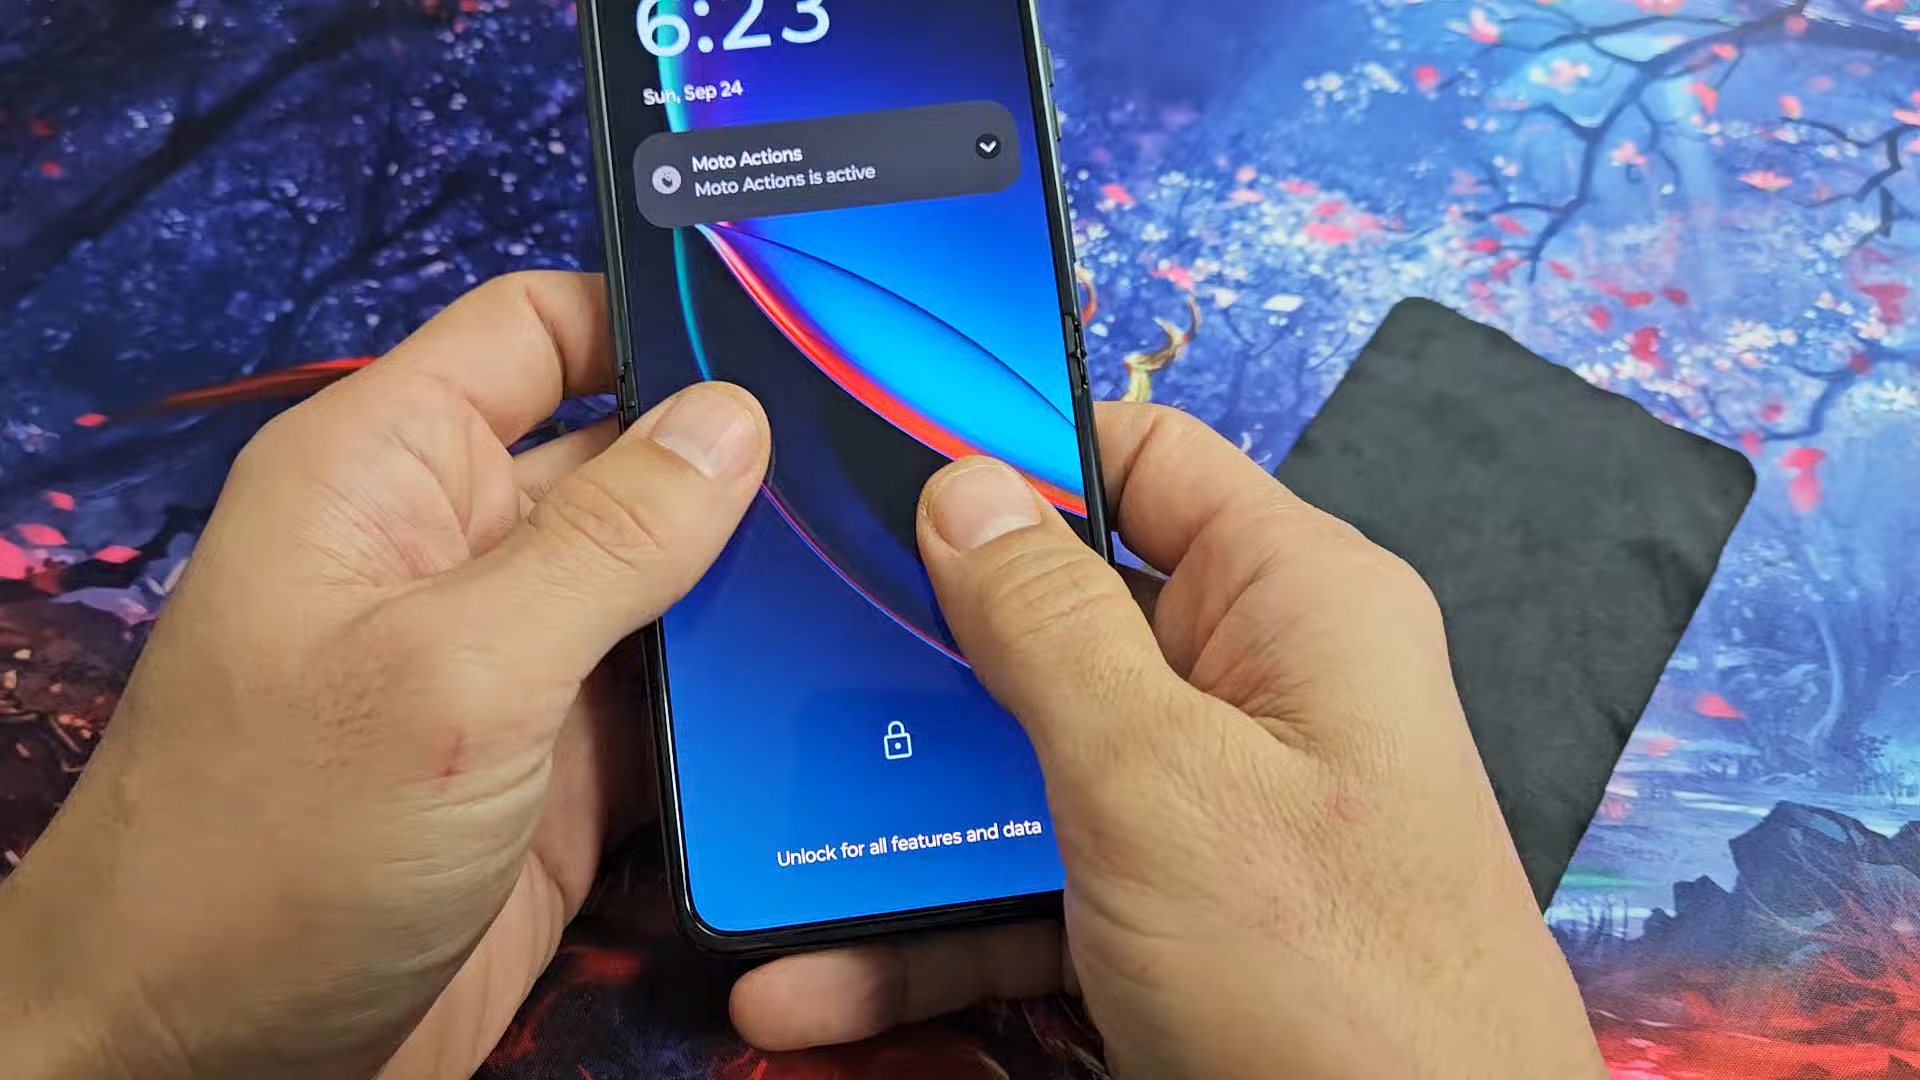 6:23
Sun, Sep 24
Moto Actions
Moto Actions is active
Unlock for all features and data